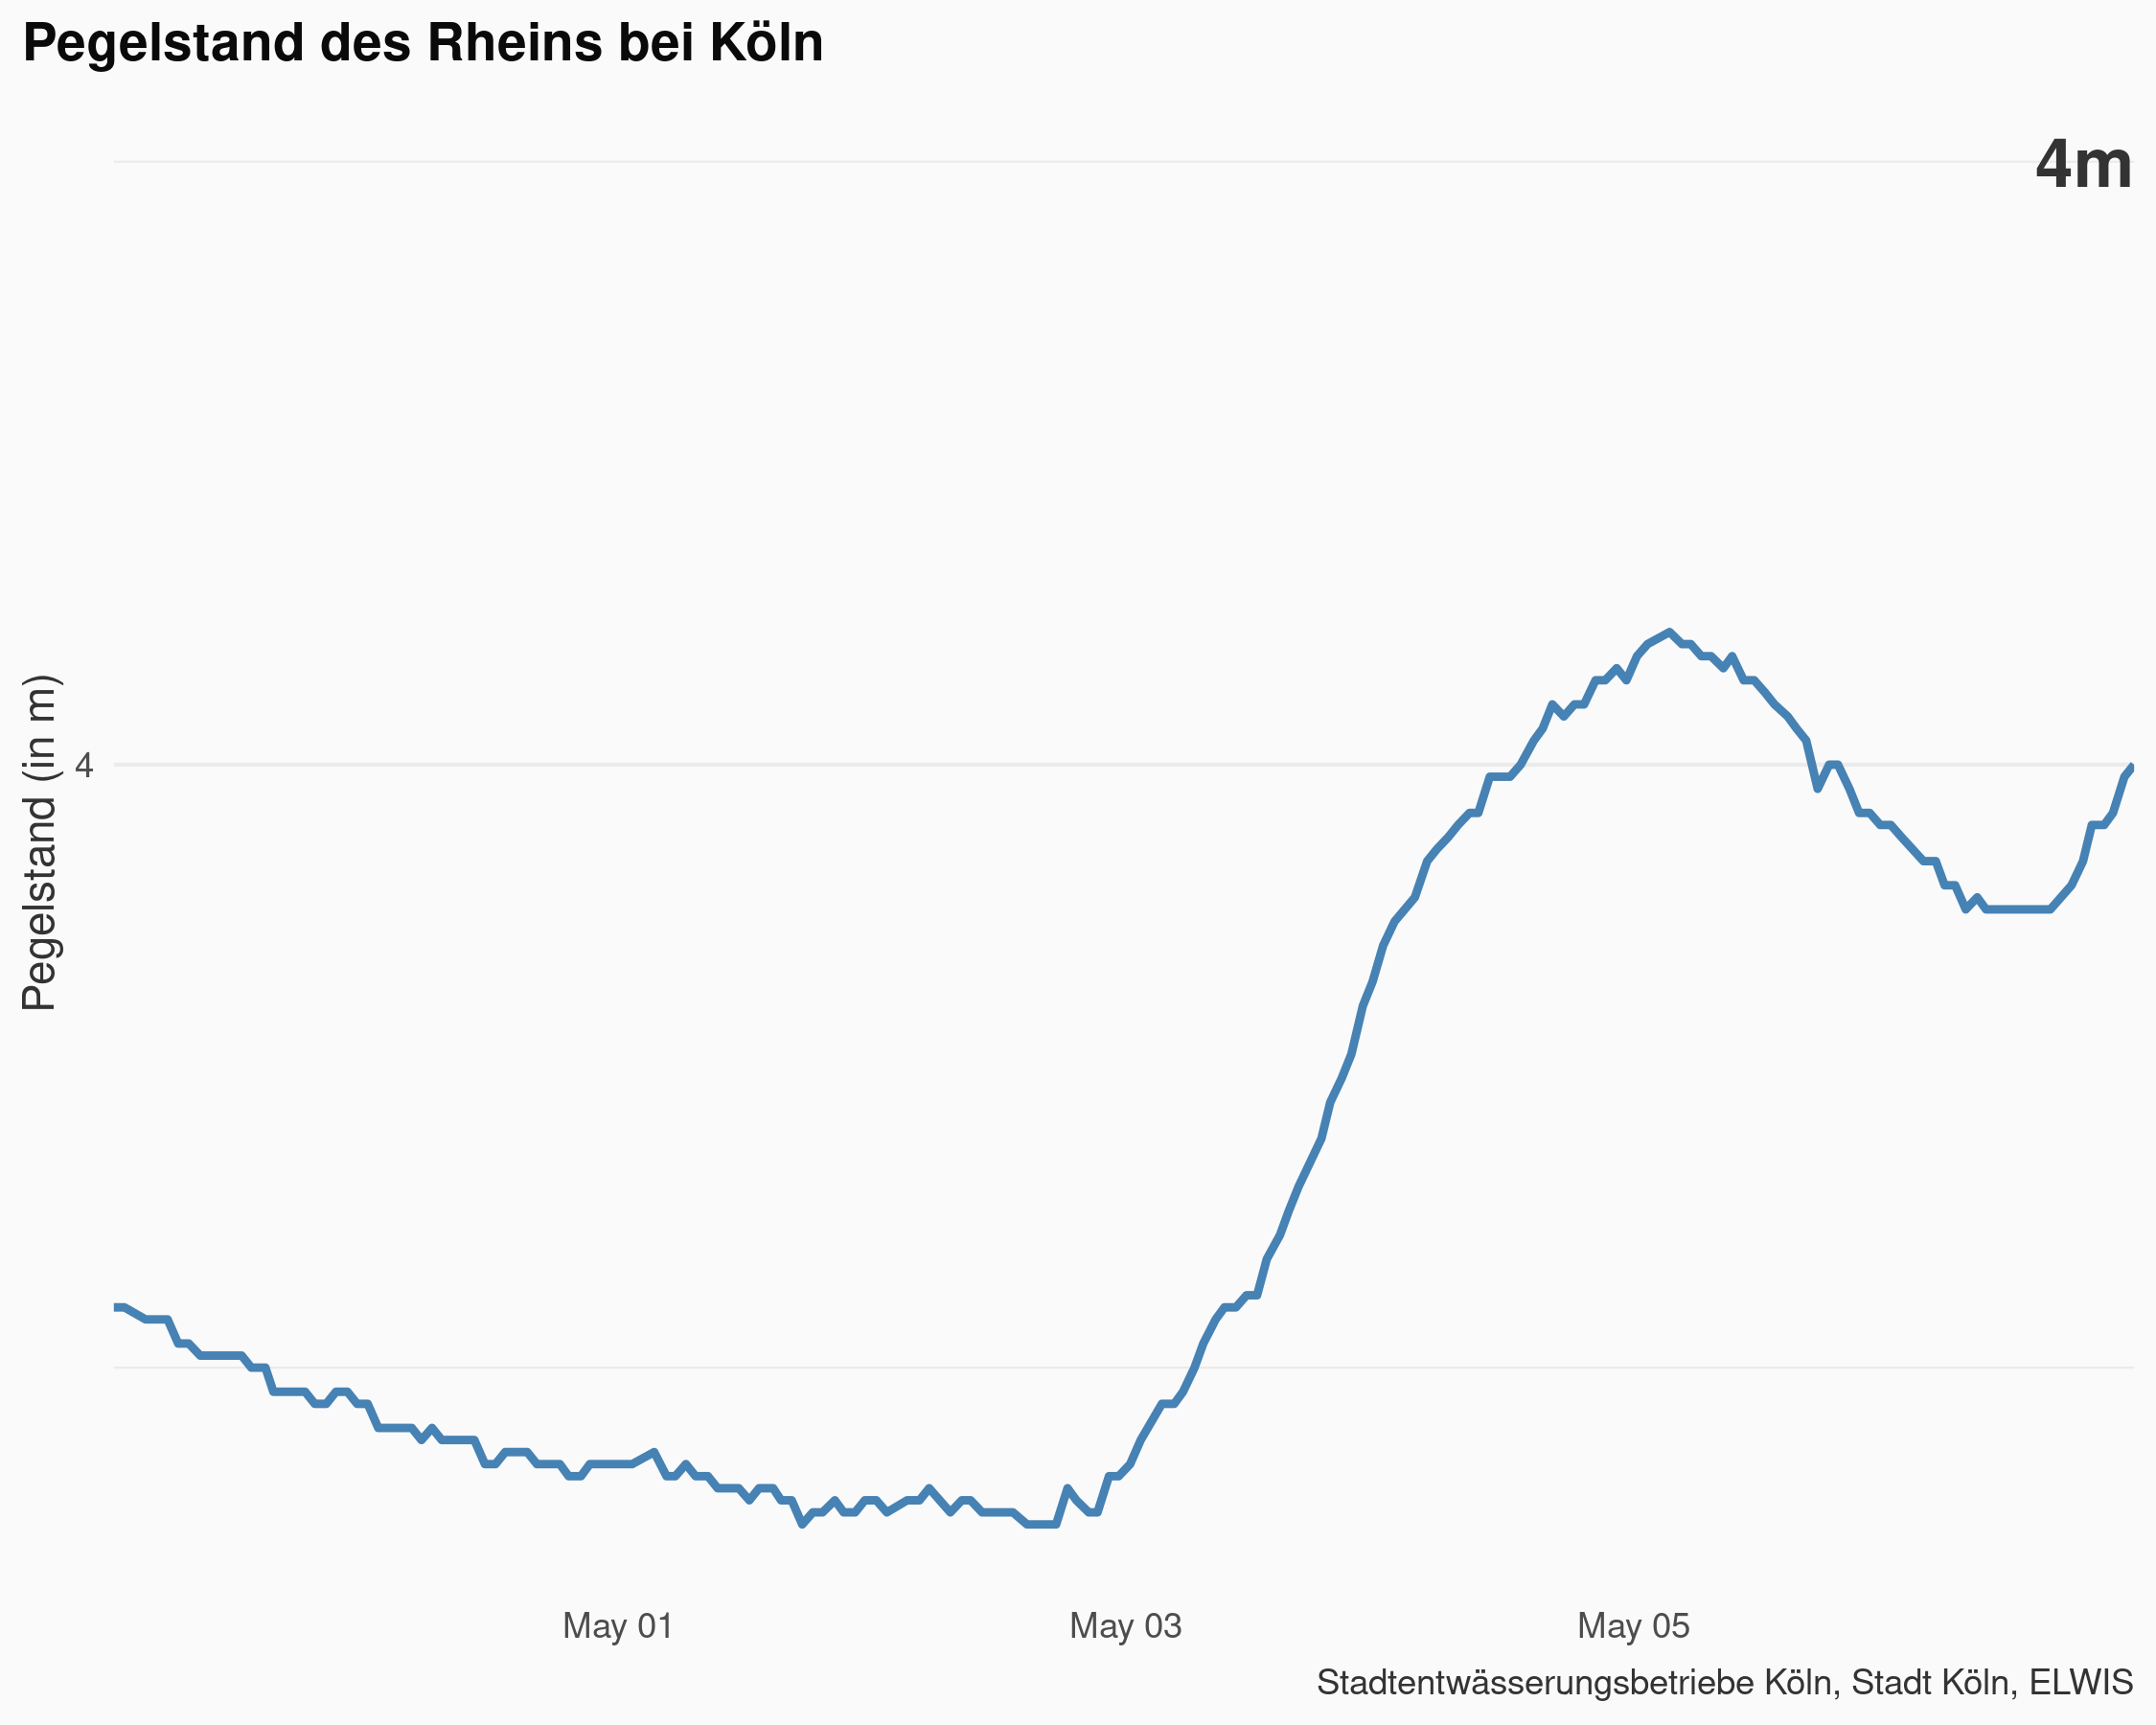 Pegelstand des Rheins bei Köln
4m
Pegelstand (in m)
4
May 01
May 03
May 05
Stadtentwässerungsbetriebe Köln, Stadt Köln, ELWIS